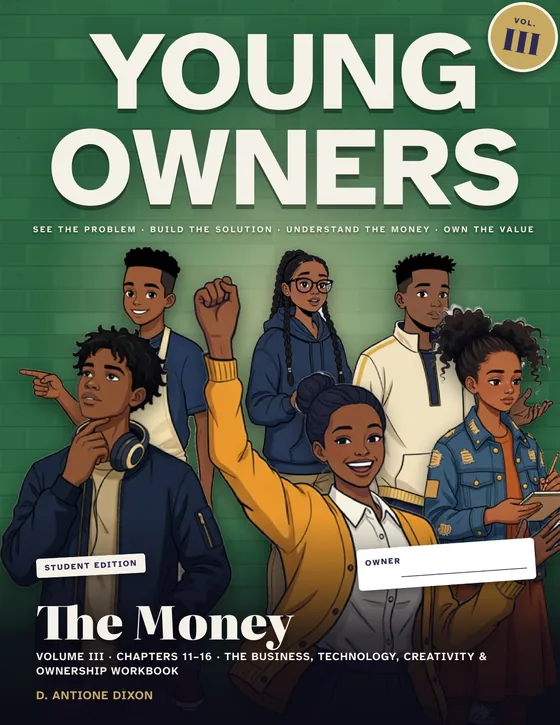 VOL.
III
YOUNG
OWNERS
SEE THE PROBLEM · BUILD THE SOLUTION · UNDERSTAND THE MONEY · OWN THE VALUE
STUDENT EDITION
OWNER
The Money
VOLUME III · CHAPTERS 11–16 · THE BUSINESS, TECHNOLOGY, CREATIVITY &
OWNERSHIP WORKBOOK
D. ANTIONE DIXON